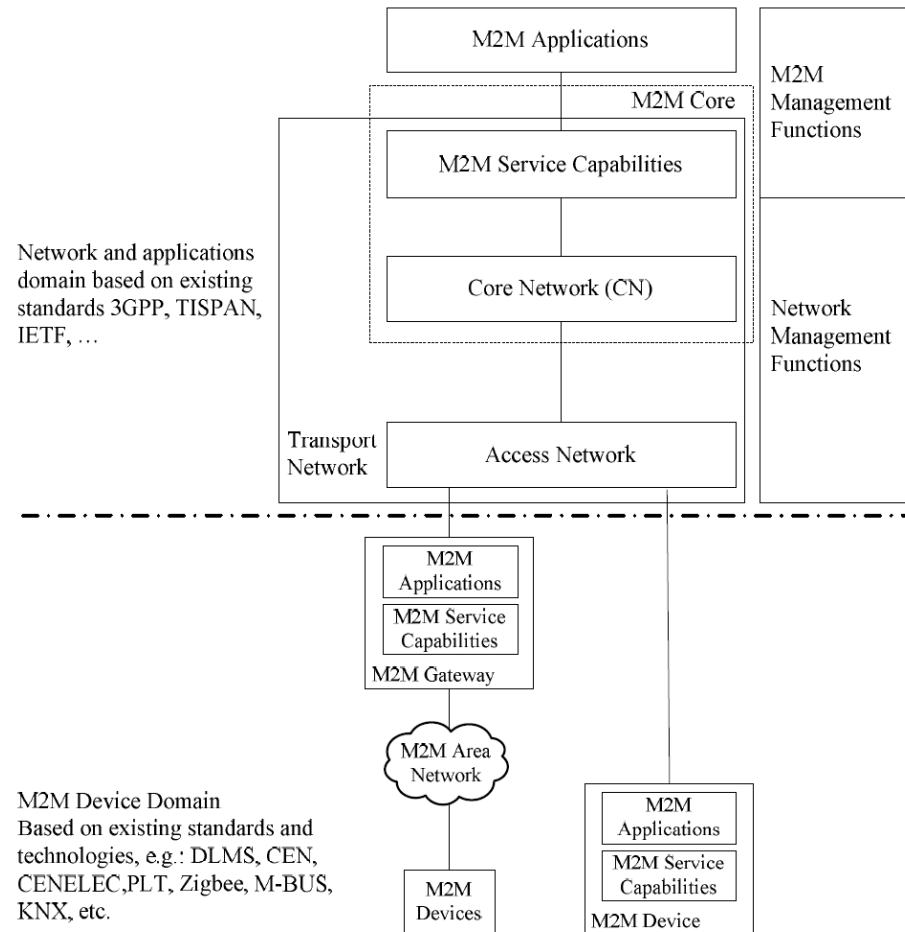 M2M Applications
M2M Core
M2M
Management
Functions
M2M Service Capabilities
Network and applications
domain based on existing
standards 3GPP, TISPAN,
IETF, …
Core Network (CN)
Network
Management
Functions
Transport
Network
Access Network
M2M
Applications
M2M Service
Capabilities
M2M Gateway
M2M Area
Network
M2M Device Domain
Based on existing standards and
technologies, e.g.: DLMS, CEN,
CENELEC,PLT, Zigbee, M-BUS,
KNX, etc.
M2M
Devices
M2M
Applications
M2M Service
Capabilities
M2M Device